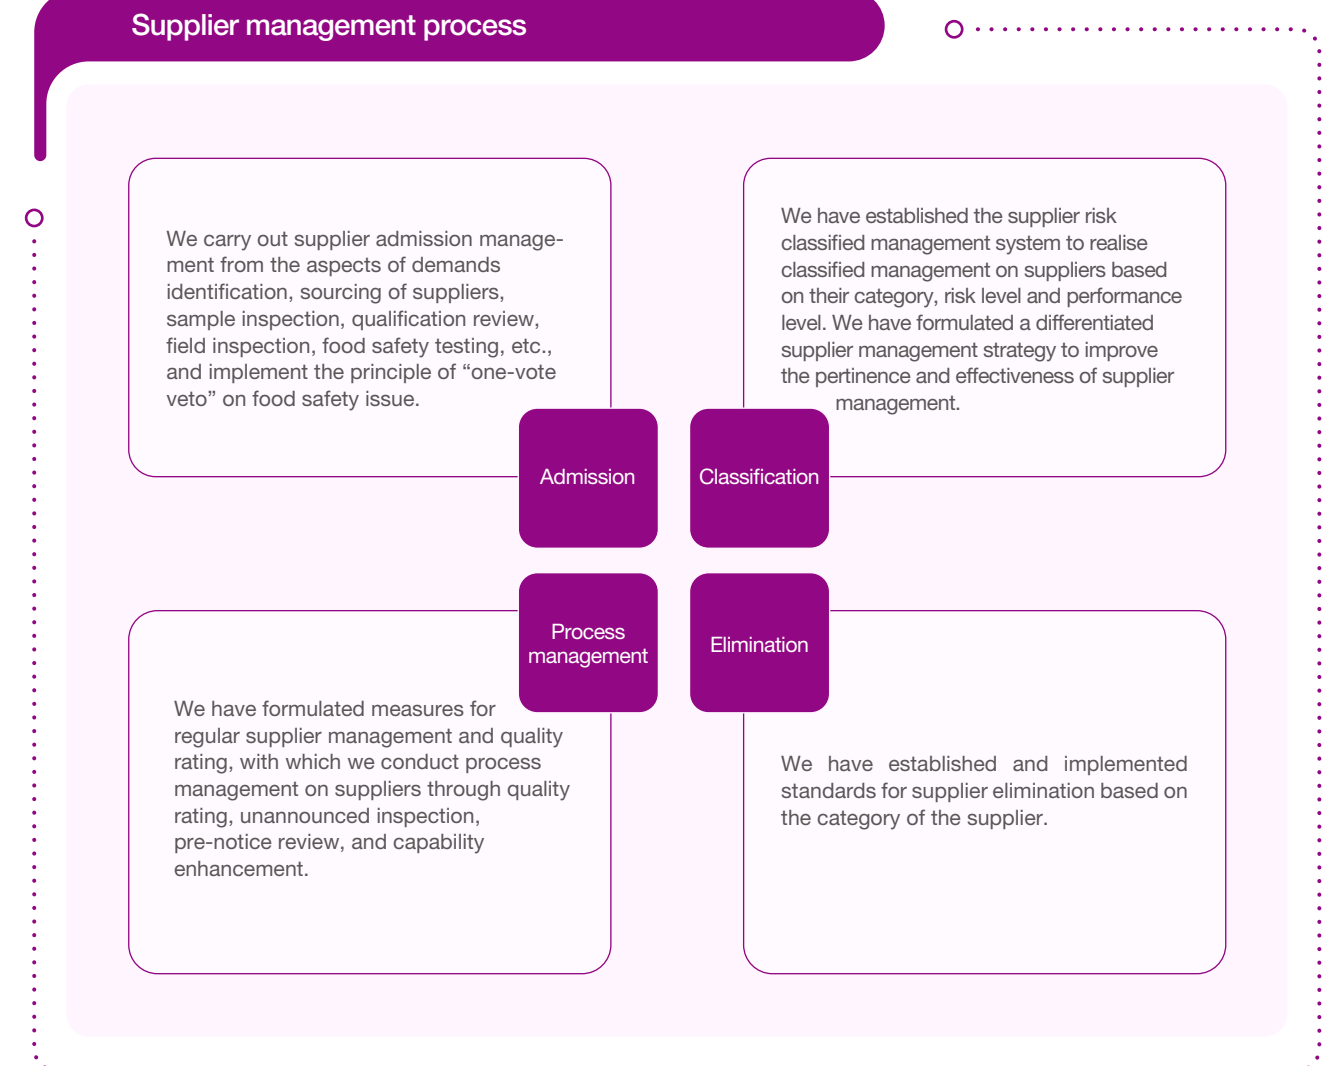 Supplier management process
We carry out supplier admission manage-
ment from the aspects of demands
identification, sourcing of suppliers,
sample inspection, qualification review,
field inspection, food safety testing, etc.,
and implement the principle of “one-vote
veto” on food safety issue.
Admission
We have established the supplier risk
classified management system to realise
classified management on suppliers based
on their category, risk level and performance
level. We have formulated a differentiated
supplier management strategy to improve
the pertinence and effectiveness of supplier
management.
Classification
Process
management
We have formulated measures for
regular supplier management and quality
rating, with which we conduct process
management on suppliers through quality
rating, unannounced inspection,
pre-notice review, and capability
enhancement.
Elimination
We have established and implemented
standards for supplier elimination based on
the category of the supplier.